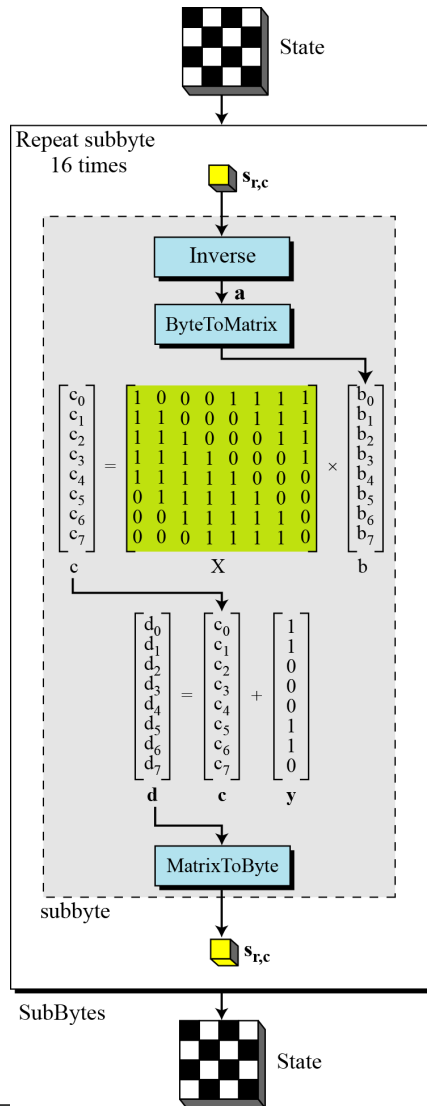 State
Repeat subbyte
16 times
s_r,c
Inverse
a
ByteToMatrix
c0 1 0 0 0 1 1 1 1 b0
c1 1 1 0 0 0 1 1 1 b1
c2 1 1 1 0 0 0 1 1 b2
c3 = 1 1 1 1 0 0 0 1 × b3
c4 1 1 1 1 1 0 0 0 b4
c5 0 1 1 1 1 1 0 0 b5
c6 0 0 1 1 1 1 1 0 b6
c7 0 0 0 1 1 1 1 0 b7
c X b
d0 c0 1
d1 c1 1
d2 c2 0
d3 = c3 + 0
d4 c4 0
d5 c5 1
d6 c6 1
d7 c7 0
d c y
MatrixToByte
subbyte
s_r,c
SubBytes
State